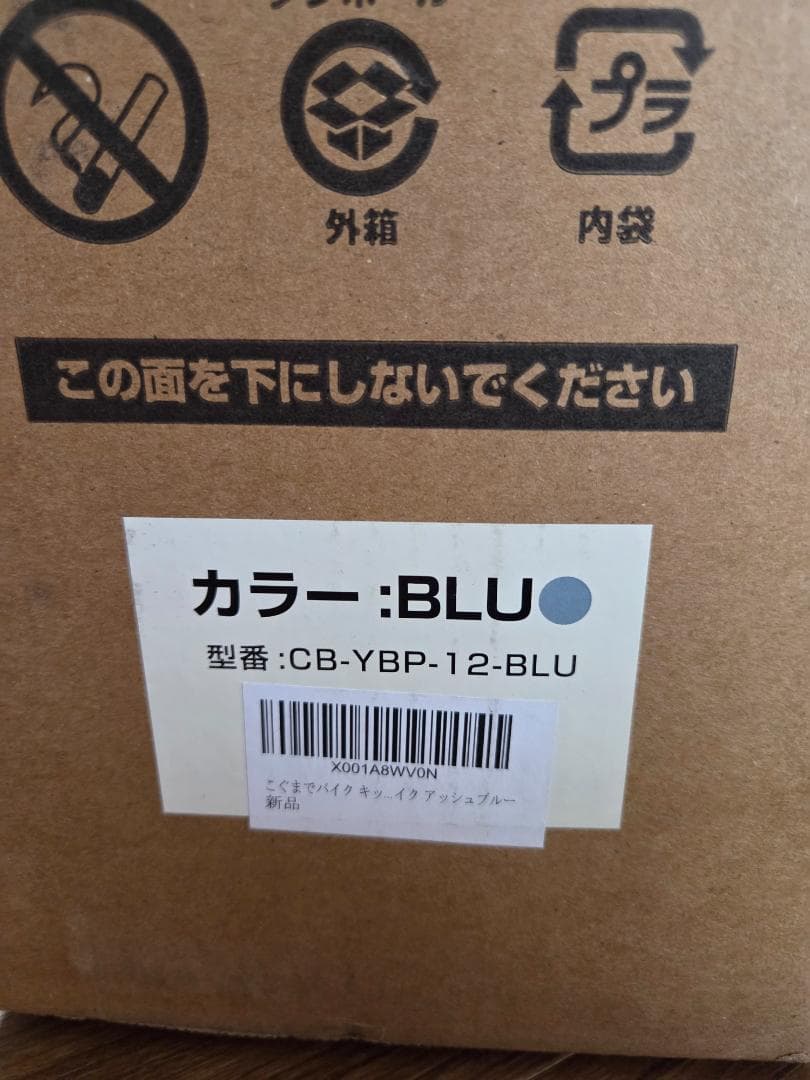 プラ
外箱
内袋
この面を下にしないでください
カラー:BLU
型番:CB-YBP-12-BLU
X001A8WV0N
こぐまでバイク キッ...イク アッシュブルー
新品